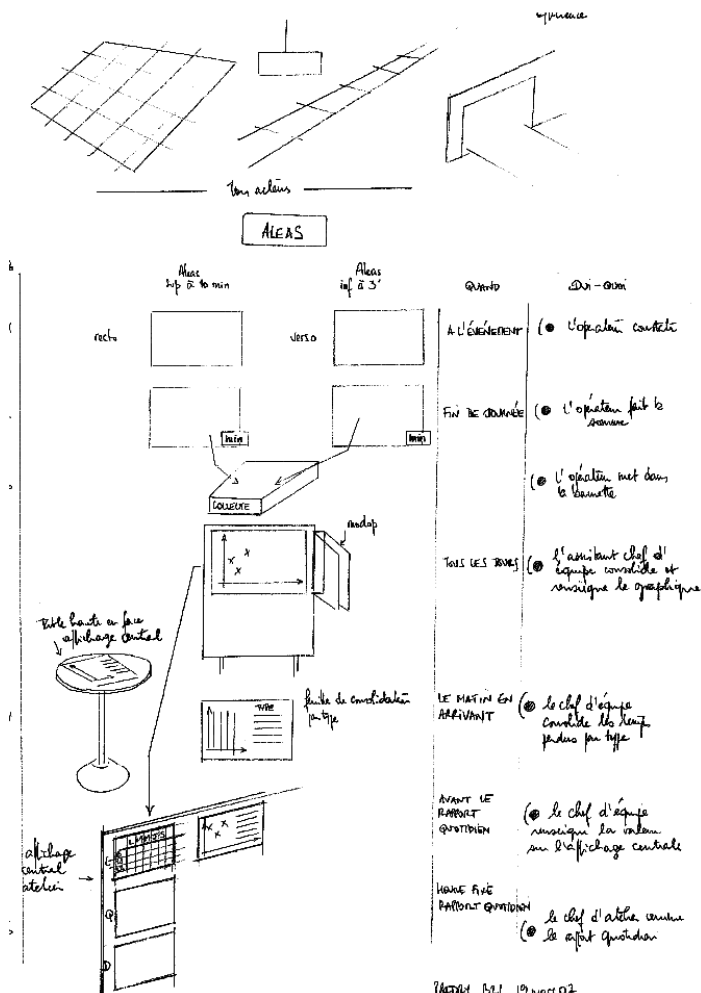 Tous acteurs
ALEAS
Aleas
Sup à 10 min
Aleas
inf à 3'
QUAND
QUI-QUOI
recto
verso
A L'ÉVÉNEMENT
L'opérateur constate
FIN DE JOURNÉE
L'opérateur fait la
somme
min
min
L'opérateur met dans
la bannette
COLLECTE
modop
TOUS LES JOURS
l'assistant chef d'
équipe consolide et
renseigne le graphique
Table haute en face
affichage central
TYPE
feuille de consolidation
par type
LE MATIN EN
ARRIVANT
le chef d'équipe
consolide les temps
perdus par type
AVANT LE
RAPPORT
QUOTIDIEN
le chef d'équipe
renseigne la valeur
sur l'affichage centrale
affichage
central
atelier
HEURE FIXE
RAPPORT QUOTIDIEN
le chef d'atelier
le rapport quotidien